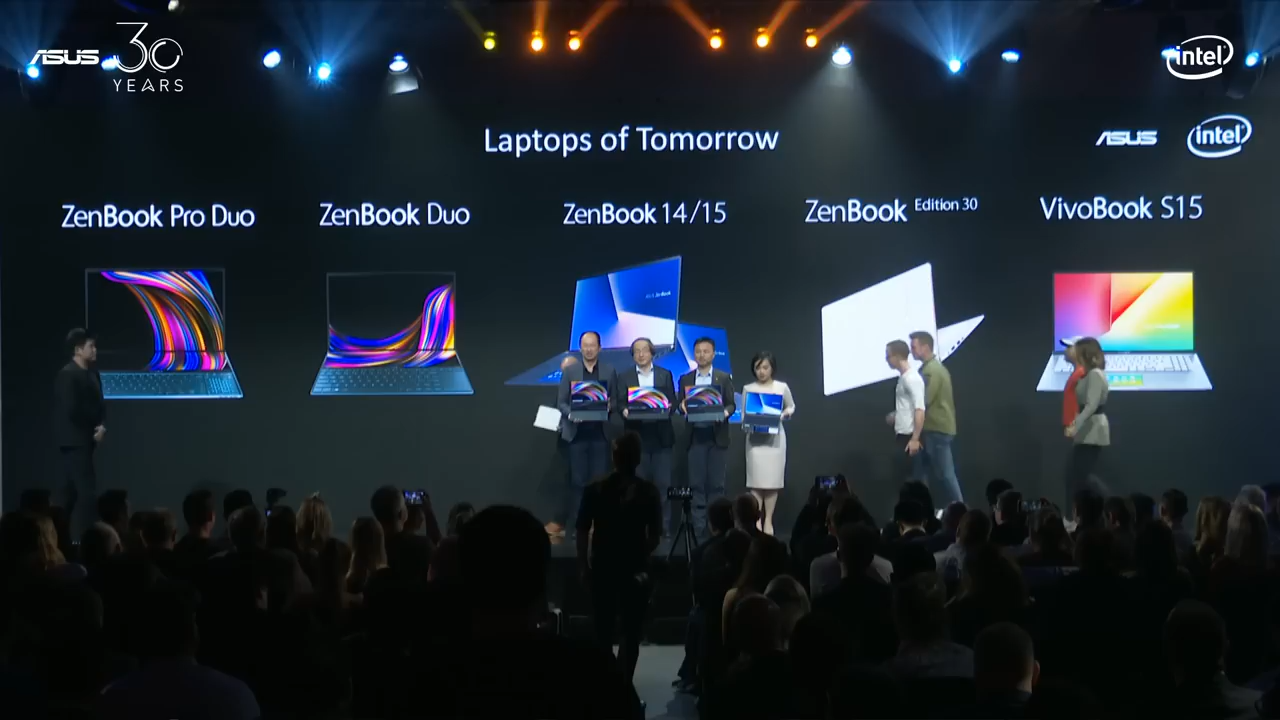 ASUS 30
YEARS
intel
Laptops of Tomorrow
ASUS intel
ZenBook Pro Duo
ZenBook Duo
ZenBook 14/15
ZenBook Edition 30
VivoBook S15